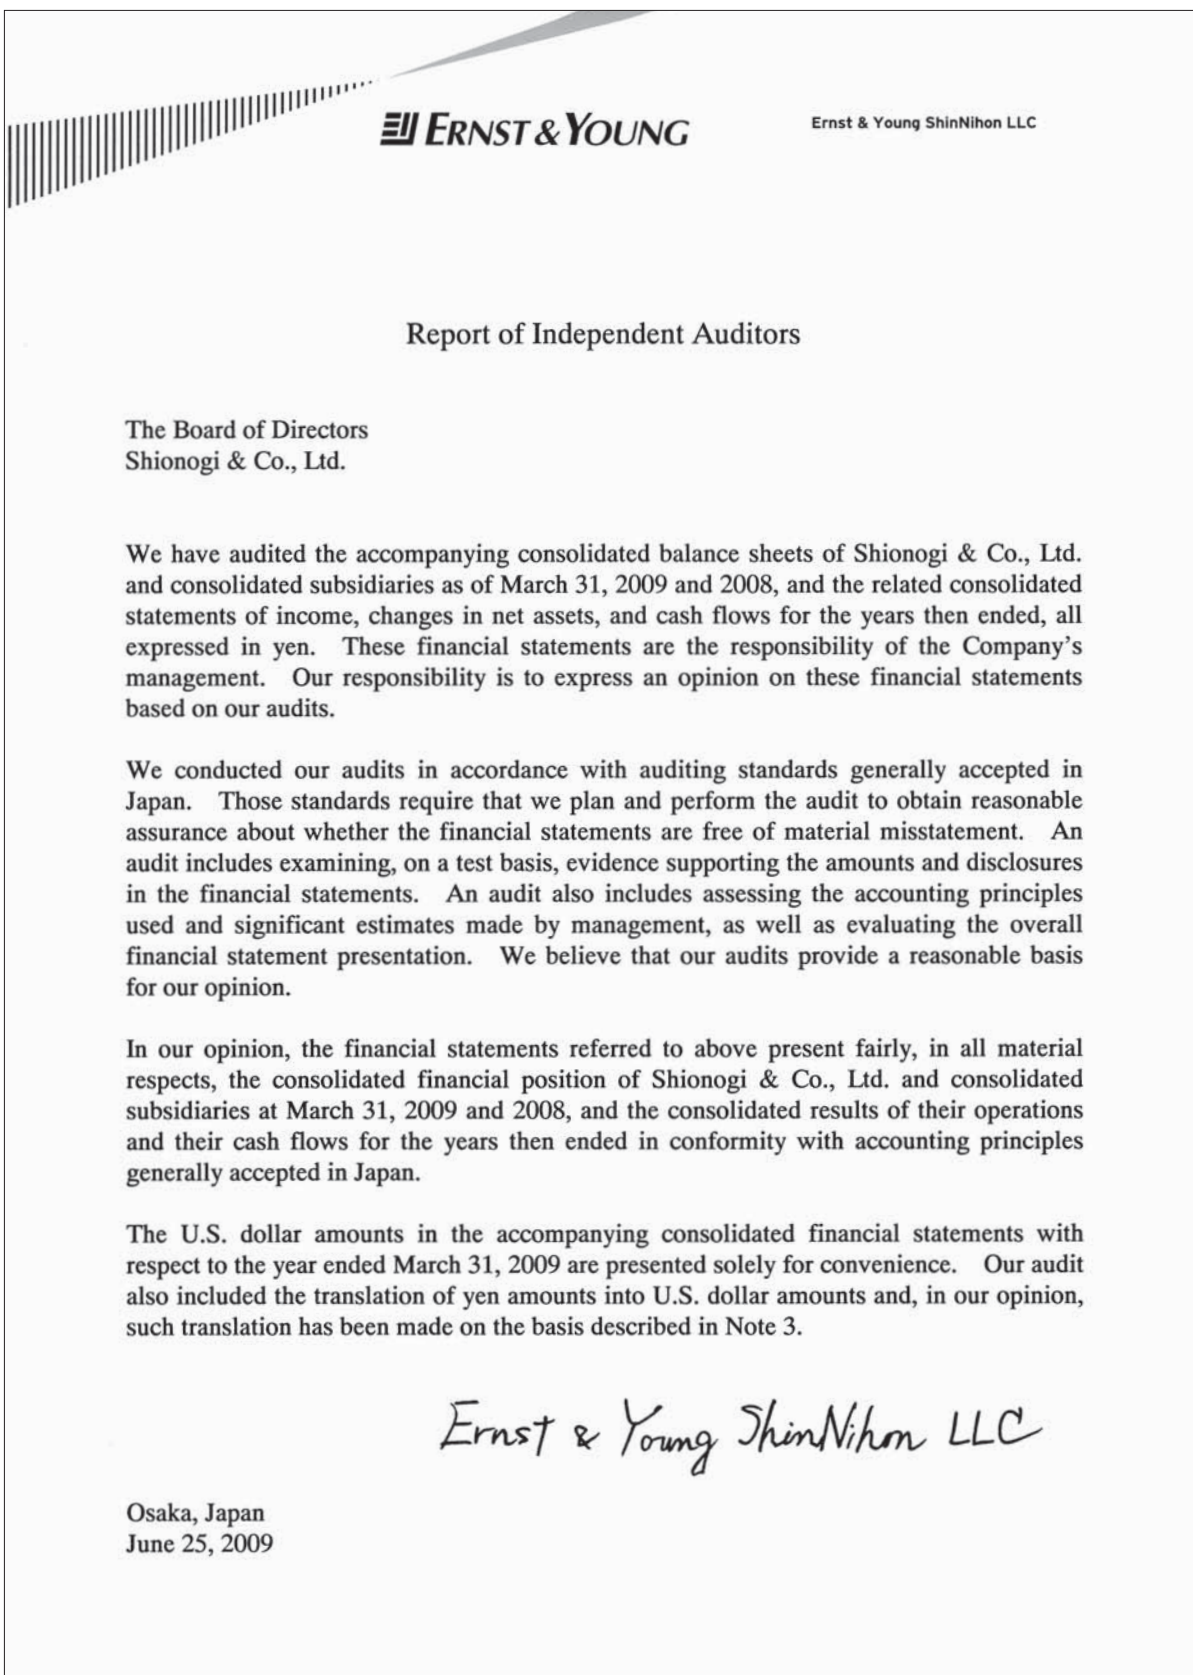 ERNST & YOUNG
Ernst & Young ShinNihon LLC
Report of Independent Auditors
The Board of Directors
Shionogi & Co., Ltd.
We have audited the accompanying consolidated balance sheets of Shionogi & Co., Ltd.
and consolidated subsidiaries as of March 31, 2009 and 2008, and the related consolidated
statements of income, changes in net assets, and cash flows for the years then ended, all
expressed in yen. These financial statements are the responsibility of the Company's
management. Our responsibility is to express an opinion on these financial statements
based on our audits.
We conducted our audits in accordance with auditing standards generally accepted in
Japan. Those standards require that we plan and perform the audit to obtain reasonable
assurance about whether the financial statements are free of material misstatement. An
audit includes examining, on a test basis, evidence supporting the amounts and disclosures
in the financial statements. An audit also includes assessing the accounting principles
used and significant estimates made by management, as well as evaluating the overall
financial statement presentation. We believe that our audits provide a reasonable basis
for our opinion.
In our opinion, the financial statements referred to above present fairly, in all material
respects, the consolidated financial position of Shionogi & Co., Ltd. and consolidated
subsidiaries at March 31, 2009 and 2008, and the consolidated results of their operations
and their cash flows for the years then ended in conformity with accounting principles
generally accepted in Japan.
The U.S. dollar amounts in the accompanying consolidated financial statements with
respect to the year ended March 31, 2009 are presented solely for convenience. Our audit
also included the translation of yen amounts into U.S. dollar amounts and, in our opinion,
such translation has been made on the basis described in Note 3.
Ernst & Young ShinNihon LLC
Osaka, Japan
June 25, 2009